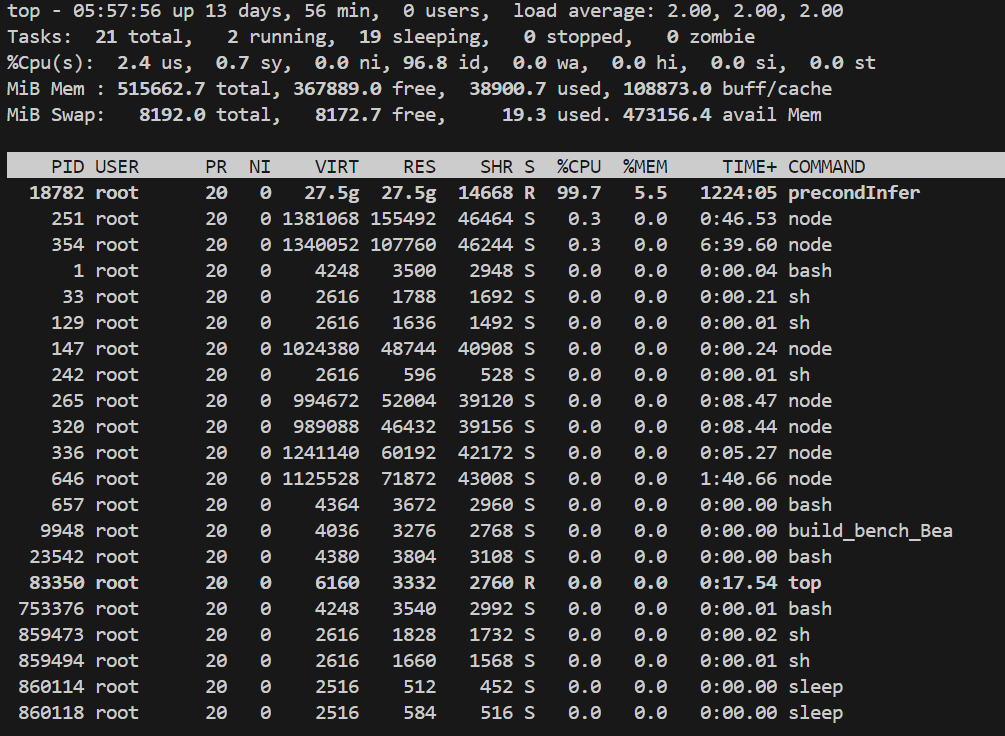 top - 05:57:56 up 13 days, 56 min,  0 users,  load average: 2.00, 2.00, 2.00
Tasks:  21 total,   2 running,  19 sleeping,   0 stopped,   0 zombie
%Cpu(s):  2.4 us,  0.7 sy,  0.0 ni, 96.8 id,  0.0 wa,  0.0 hi,  0.0 si,  0.0 st
MiB Mem : 515662.7 total, 367889.0 free,  38900.7 used, 108873.0 buff/cache
MiB Swap:   8192.0 total,   8172.7 free,     19.3 used. 473156.4 avail Mem
    PID USER      PR  NI    VIRT    RES    SHR S  %CPU  %MEM     TIME+ COMMAND
  18782 root      20   0   27.5g  27.5g  14668 R  99.7   5.5   1224:05 precondInfer
    251 root      20   0 1381068 155492  46464 S   0.3   0.0   0:46.53 node
    354 root      20   0 1340052 107760  46244 S   0.3   0.0   6:39.60 node
      1 root      20   0    4248   3500   2948 S   0.0   0.0   0:00.04 bash
     33 root      20   0    2616   1788   1692 S   0.0   0.0   0:00.21 sh
    129 root      20   0    2616   1636   1492 S   0.0   0.0   0:00.01 sh
    147 root      20   0 1024380  48744  40908 S   0.0   0.0   0:00.24 node
    242 root      20   0    2616    596    528 S   0.0   0.0   0:00.01 sh
    265 root      20   0  994672  52004  39120 S   0.0   0.0   0:08.47 node
    320 root      20   0  989088  46432  39156 S   0.0   0.0   0:08.44 node
    336 root      20   0 1241140  60192  42172 S   0.0   0.0   0:05.27 node
    646 root      20   0 1125528  71872  43008 S   0.0   0.0   1:40.66 node
    657 root      20   0    4364   3672   2960 S   0.0   0.0   0:00.00 bash
   9948 root      20   0    4036   3276   2768 S   0.0   0.0   0:00.00 build_bench_Bea
  23542 root      20   0    4380   3804   3108 S   0.0   0.0   0:00.00 bash
  83350 root      20   0    6160   3332   2760 R   0.0   0.0   0:17.54 top
 753376 root      20   0    4248   3540   2992 S   0.0   0.0   0:00.01 bash
 859473 root      20   0    2616   1828   1732 S   0.0   0.0   0:00.02 sh
 859494 root      20   0    2616   1660   1568 S   0.0   0.0   0:00.01 sh
 860114 root      20   0    2516    512    452 S   0.0   0.0   0:00.00 sleep
 860118 root      20   0    2516    584    516 S   0.0   0.0   0:00.00 sleep